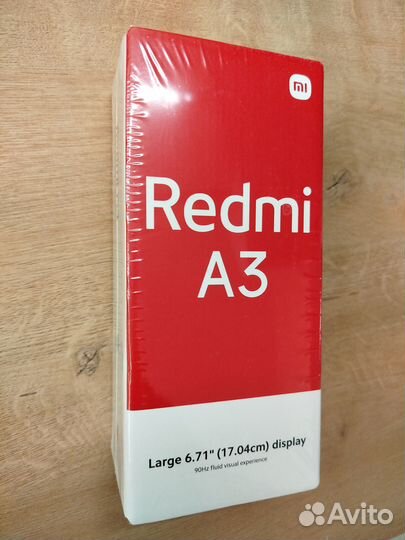 mi
Redmi
A3
Large 6.71" (17.04cm) display
90Hz fluid visual experience
Avito